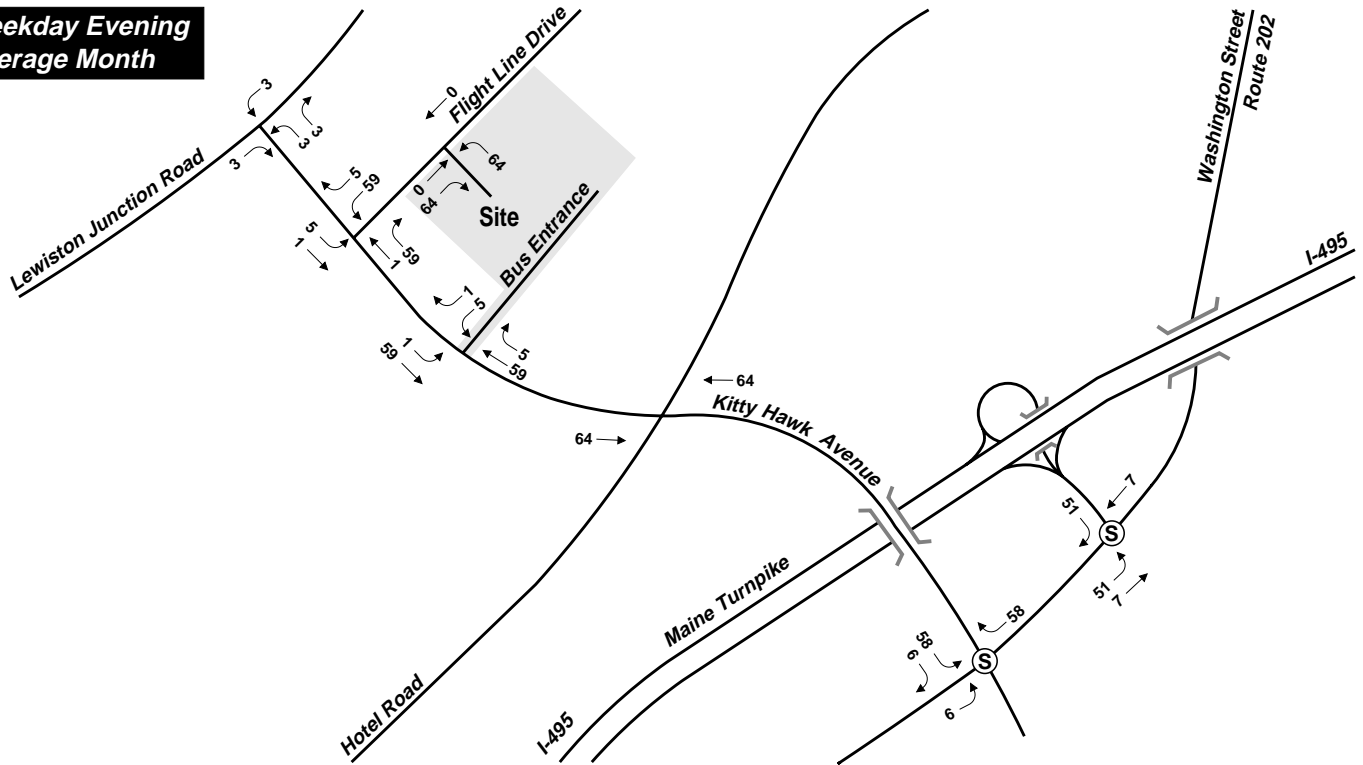 ekday Evening
erage Month
Washington Street
Route 202
Flight Line Drive
0
3
3
3
3
Lewiston Junction Road
5
59
0
64
64
Site
Bus Entrance
5
1
59
1
I-495
1
5
1
59
5
59
64
Kitty Hawk Avenue
64
7
51
S
51
7
Maine Turnpike
58
58
6
S
6
Hotel Road
I-495